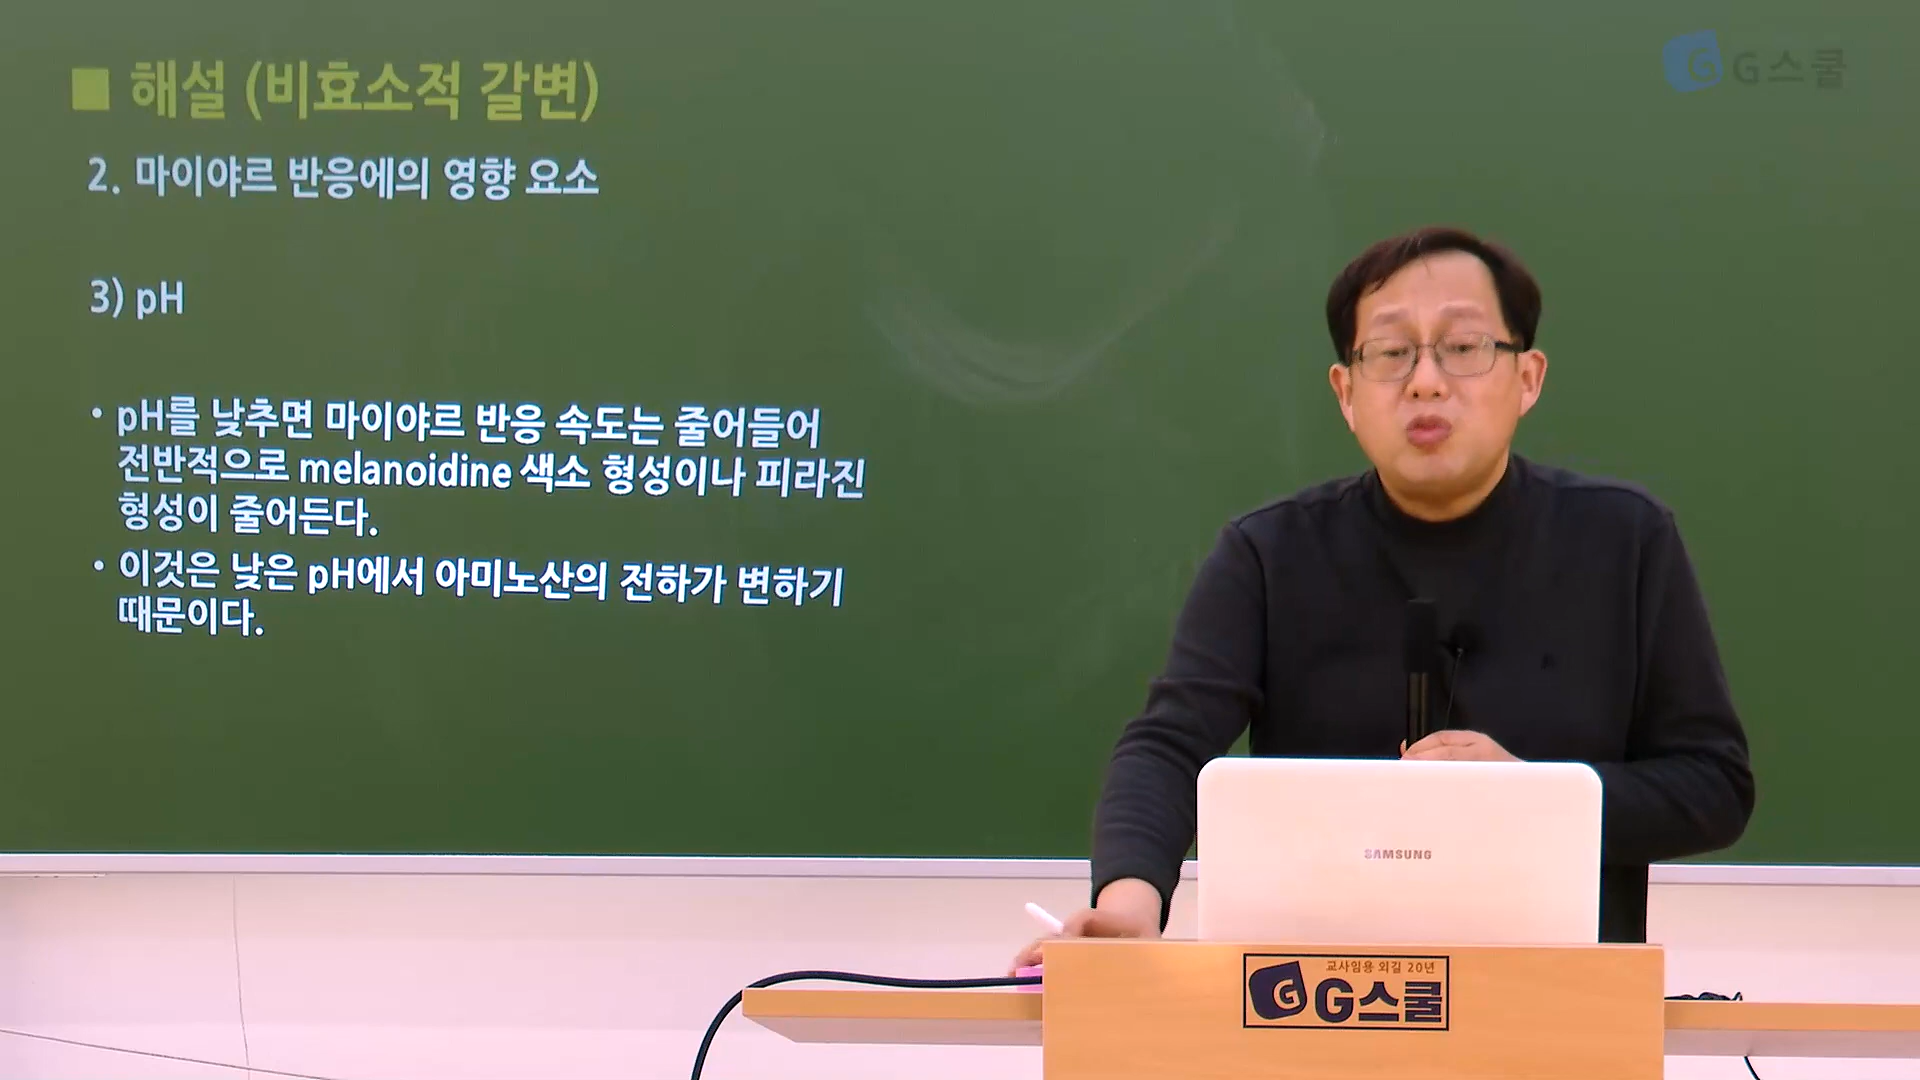 G스쿨
■ 해설 (비효소적 갈변)
2. 마이야르 반응에의 영향 요소
3) pH
• pH를 낮추면 마이야르 반응 속도는 줄어들어
전반적으로 melanoidine 색소 형성이나 피라진
형성이 줄어든다.
• 이것은 낮은 pH에서 아미노산의 전하가 변하기
때문이다.
SAMSUNG
교사임용 외길 20년
G스쿨